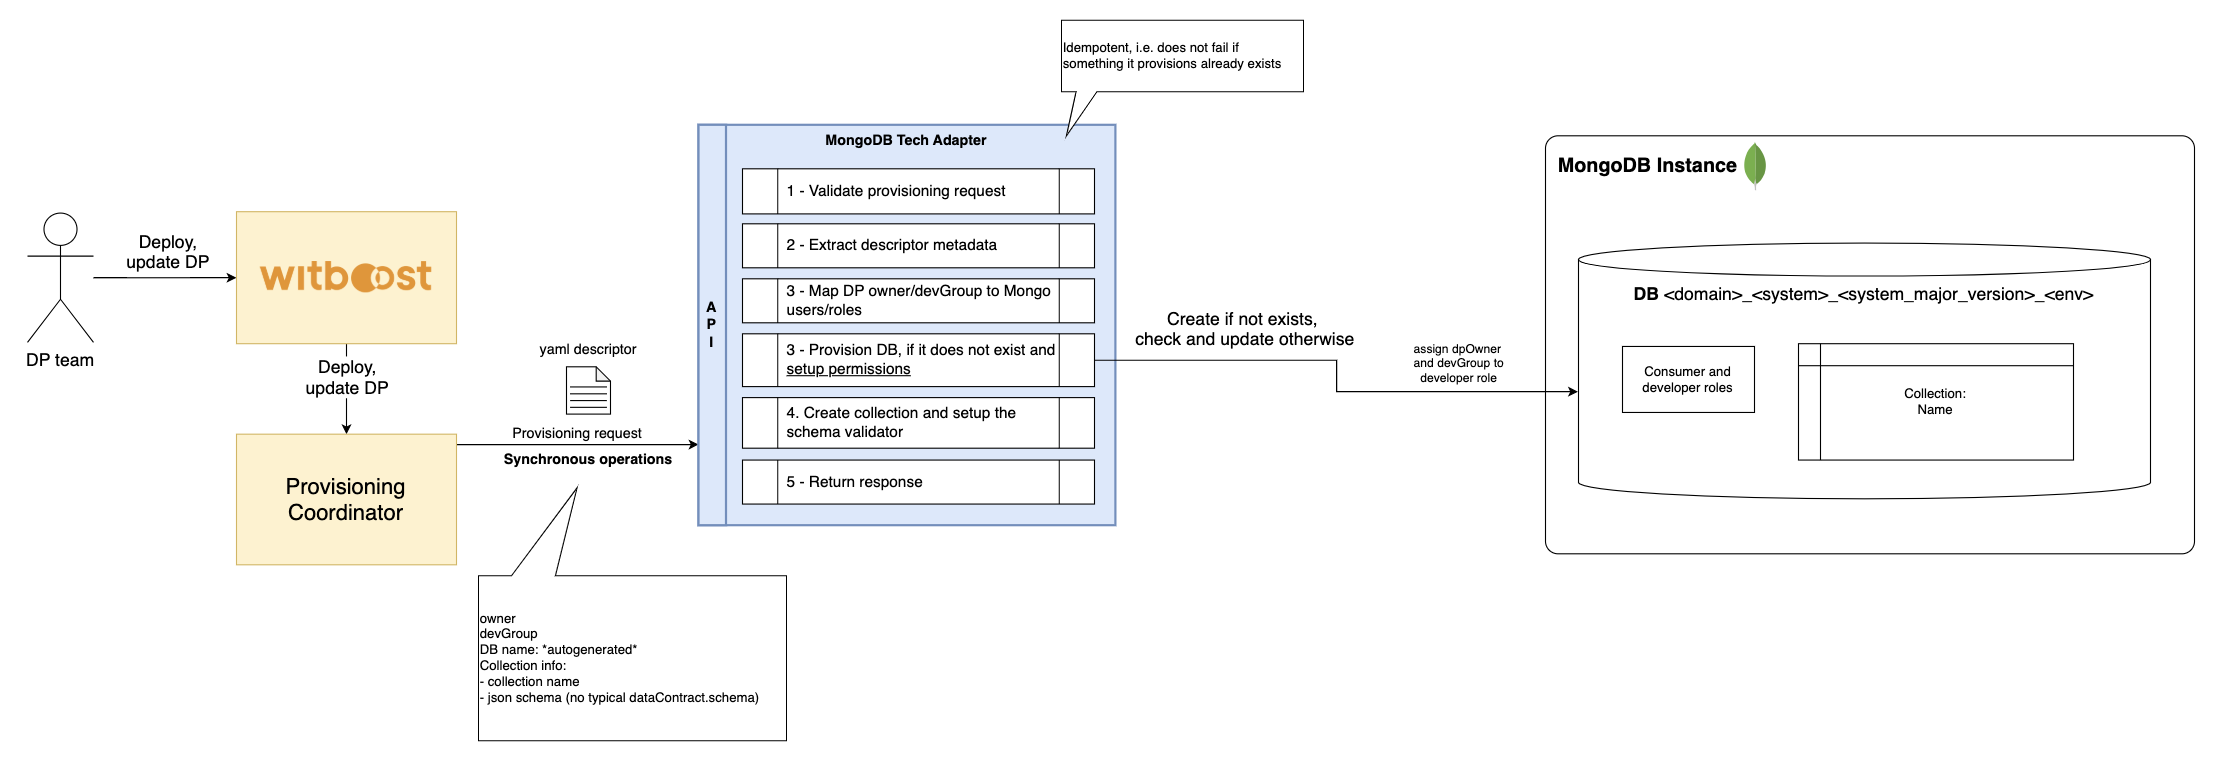 Idempotent, i.e. does not fail if
something it provisions already exists
MongoDB Tech Adapter
1 - Validate provisioning request
2 - Extract descriptor metadata
3 - Map DP owner/devGroup to Mongo
users/roles
3 - Provision DB, if it does not exist and
setup permissions
4. Create collection and setup the
schema validator
5 - Return response
A
P
I
DP team
Deploy,
update DP
witboost
Deploy,
update DP
Provisioning
Coordinator
yaml descriptor
Provisioning request
Synchronous operations
owner
devGroup
DB name: *autogenerated*
Collection info:
- collection name
- json schema (no typical dataContract.schema)
Create if not exists,
check and update otherwise
assign dpOwner
and devGroup to
developer role
MongoDB Instance
DB <domain>_<system>_<system_major_version>_<env>
Consumer and
developer roles
Collection:
Name